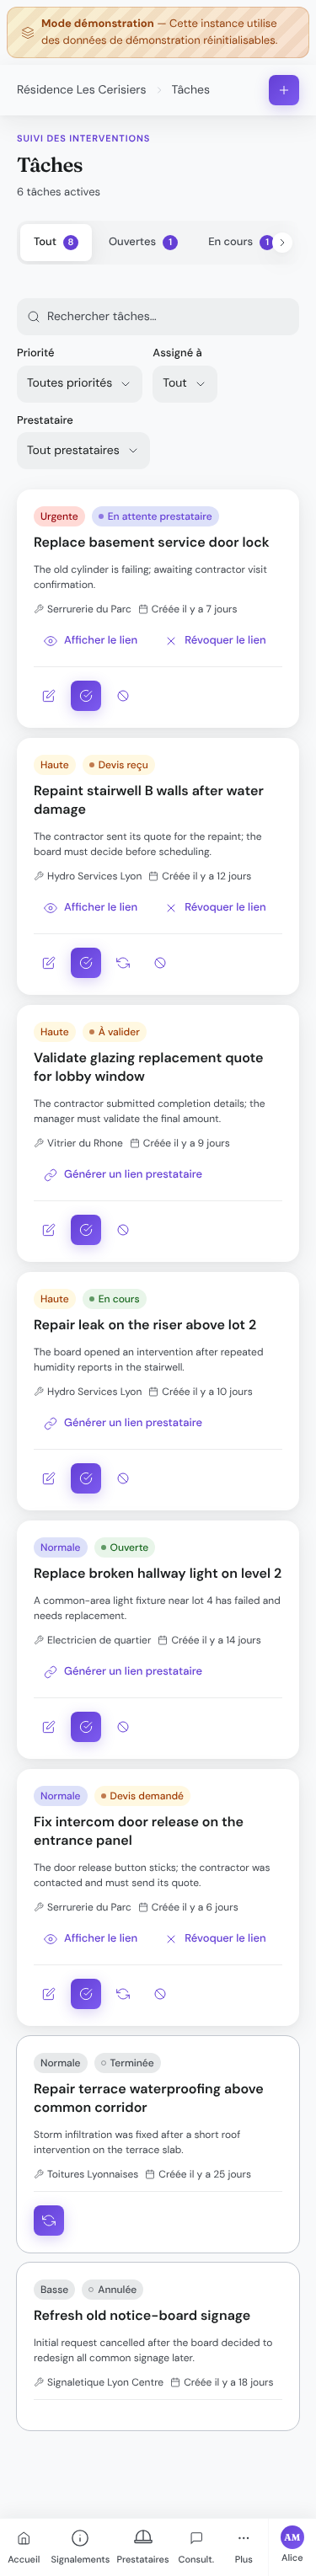 Mode démonstration — Cette instance utilise
des données de démonstration réinitialisables.
Résidence Les Cerisiers > Tâches
SUIVI DES INTERVENTIONS
Tâches
6 tâches actives
Tout 8 Ouvertes 1 En cours 1
Rechercher tâches...
Priorité Assigné à
Toutes priorités Tout
Prestataire
Tout prestataires
Urgente En attente prestataire
Replace basement service door lock
The old cylinder is failing; awaiting contractor visit
confirmation.
Serrurerie du Parc Créée il y a 7 jours
Afficher le lien Révoquer le lien
Haute Devis reçu
Repaint stairwell B walls after water
damage
The contractor sent its quote for the repaint; the
board must decide before scheduling.
Hydro Services Lyon Créée il y a 12 jours
Afficher le lien Révoquer le lien
Haute À valider
Validate glazing replacement quote
for lobby window
The contractor submitted completion details; the
manager must validate the final amount.
Vitrier du Rhone Créée il y a 9 jours
Générer un lien prestataire
Haute En cours
Repair leak on the riser above lot 2
The board opened an intervention after repeated
humidity reports in the stairwell.
Hydro Services Lyon Créée il y a 10 jours
Générer un lien prestataire
Normale Ouverte
Replace broken hallway light on level 2
A common-area light fixture near lot 4 has failed and
needs replacement.
Electricien de quartier Créée il y a 14 jours
Générer un lien prestataire
Normale Devis demandé
Fix intercom door release on the
entrance panel
The door release button sticks; the contractor was
contacted and must send its quote.
Serrurerie du Parc Créée il y a 6 jours
Afficher le lien Révoquer le lien
Normale Terminée
Repair terrace waterproofing above
common corridor
Storm infiltration was fixed after a short roof
intervention on the terrace slab.
Toitures Lyonnaises Créée il y a 25 jours
Basse Annulée
Refresh old notice-board signage
Initial request cancelled after the board decided to
redesign all common signage later.
Signaletique Lyon Centre Créée il y a 18 jours
AM
Accueil Signalements Prestataires Consult. Plus Alice